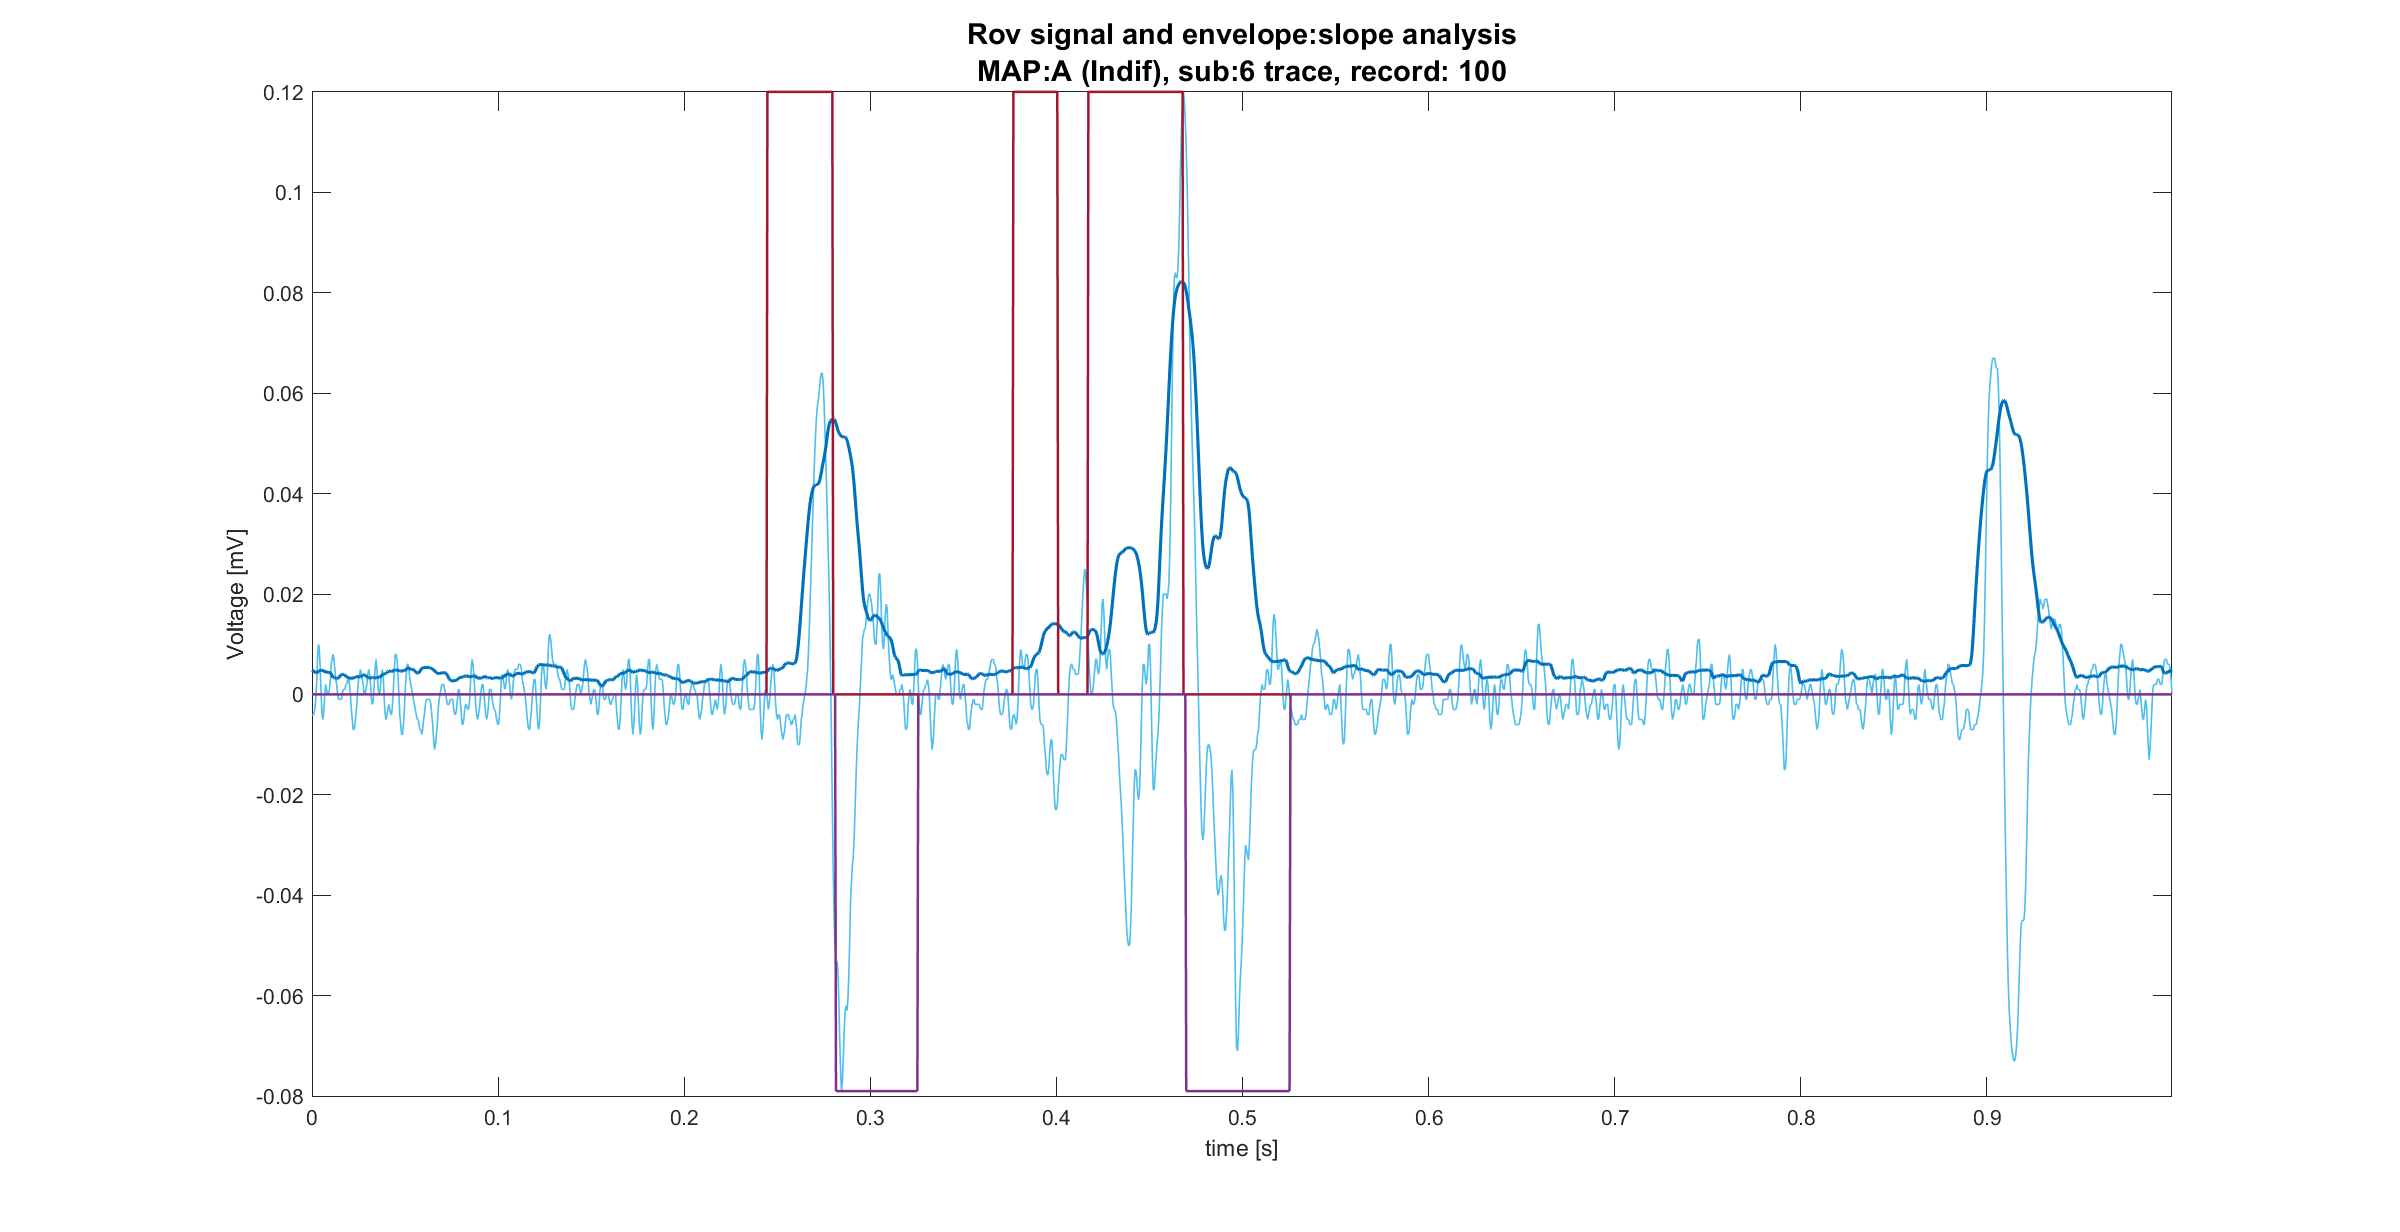 Rov signal and envelope:slope analysis
MAP:A (Indif), sub:6 trace, record: 100
0.12
0.1
0.08
0.06
0.04
0.02
0
-0.02
-0.04
-0.06
-0.08
Voltage [mV]
0 0.1 0.2 0.3 0.4 0.5 0.6 0.7 0.8 0.9
time [s]